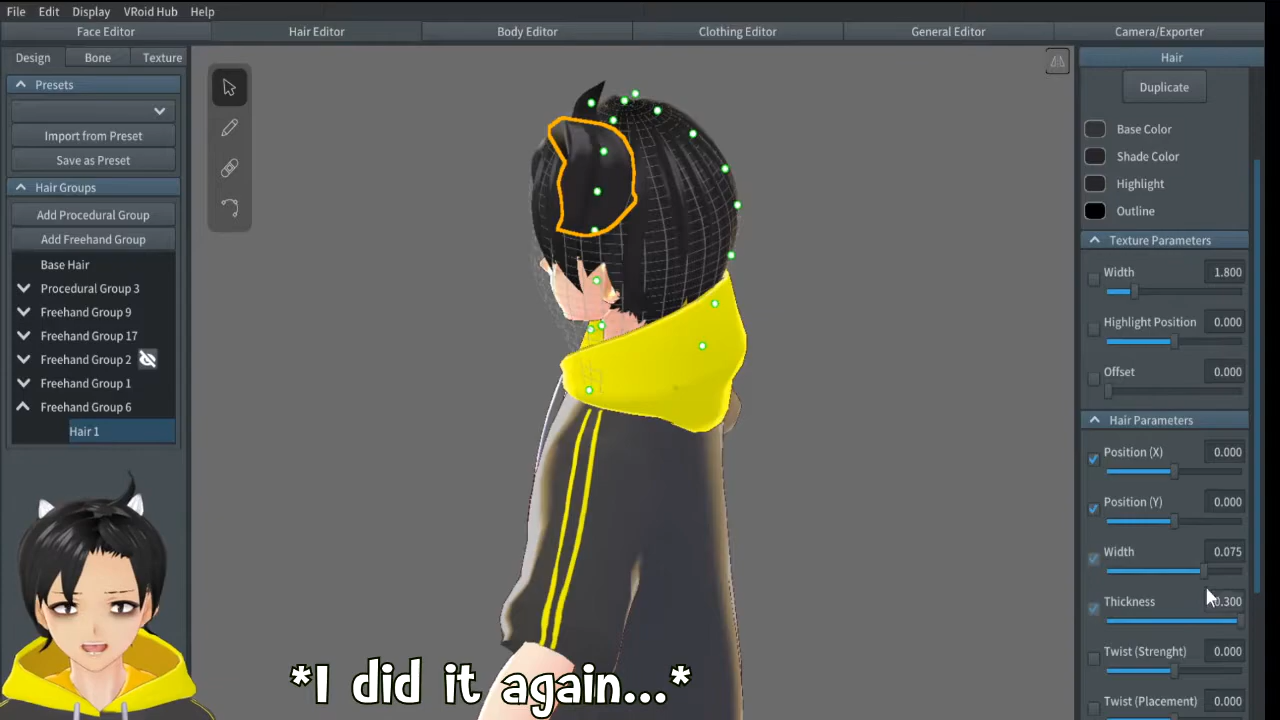 File Edit Display VRoid Hub Help
Face Editor Hair Editor Body Editor Clothing Editor General Editor Camera/Exporter
Design Bone Texture
Presets
Import from Preset
Save as Preset
Hair Groups
Add Procedural Group
Add Freehand Group
Base Hair
Procedural Group 3
Freehand Group 9
Freehand Group 17
Freehand Group 2
Freehand Group 1
Freehand Group 6
Hair 1
Hair
Duplicate
Base Color
Shade Color
Highlight
Outline
Texture Parameters
Width 1.800
Highlight Position 0.000
Offset 0.000
Hair Parameters
Position (X) 0.000
Position (Y) 0.000
Width 0.075
Thickness 0.300
Twist (Strenght) 0.000
Twist (Placement) 0.000
*I did it again...*